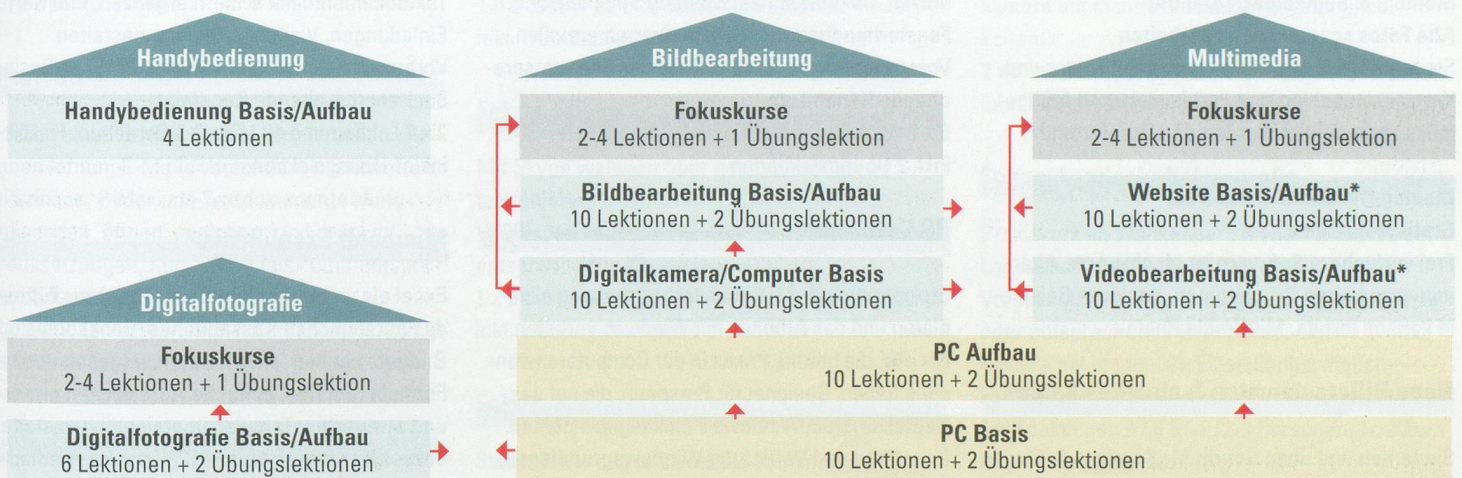 Handybedienung
Handybedienung Basis/Aufbau
4 Lektionen
Digitalfotografie
Fokuskurse
2-4 Lektionen + 1 Übungslektion
Digitalfotografie Basis/Aufbau
6 Lektionen + 2 Übungslektionen
Bildbearbeitung
Fokuskurse
2-4 Lektionen + 1 Übungslektion
Bildbearbeitung Basis/Aufbau
10 Lektionen + 2 Übungslektionen
Digitalkamera/Computer Basis
10 Lektionen + 2 Übungslektionen
Multimedia
Fokuskurse
2-4 Lektionen + 1 Übungslektion
Website Basis/Aufbau*
10 Lektionen + 2 Übungslektionen
Videobearbeitung Basis/Aufbau*
10 Lektionen + 2 Übungslektionen
PC Aufbau
10 Lektionen + 2 Übungslektionen
PC Basis
10 Lektionen + 2 Übungslektionen